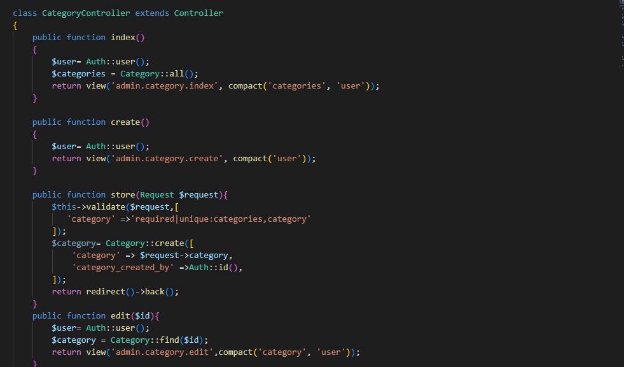 class CategoryController extends Controller
{
public function index()
{
$user= Auth::user();
$categories = Category::all();
return view('admin.category.index', compact('categories', 'user'));
}
public function create()
{
$user= Auth::user();
return view('admin.category.create', compact('user'));
}
public function store(Request $request){
$this->validate($request,[
'category' =>'required|unique:categories,category'
]);
$category= Category::create([
'category' => $request->category,
'category_created_by' =>Auth::id(),
]);
return redirect()->back();
}
public function edit($id){
$user= Auth::user();
$category = Category::find($id);
return view('admin.category.edit',compact('category', 'user'));
}